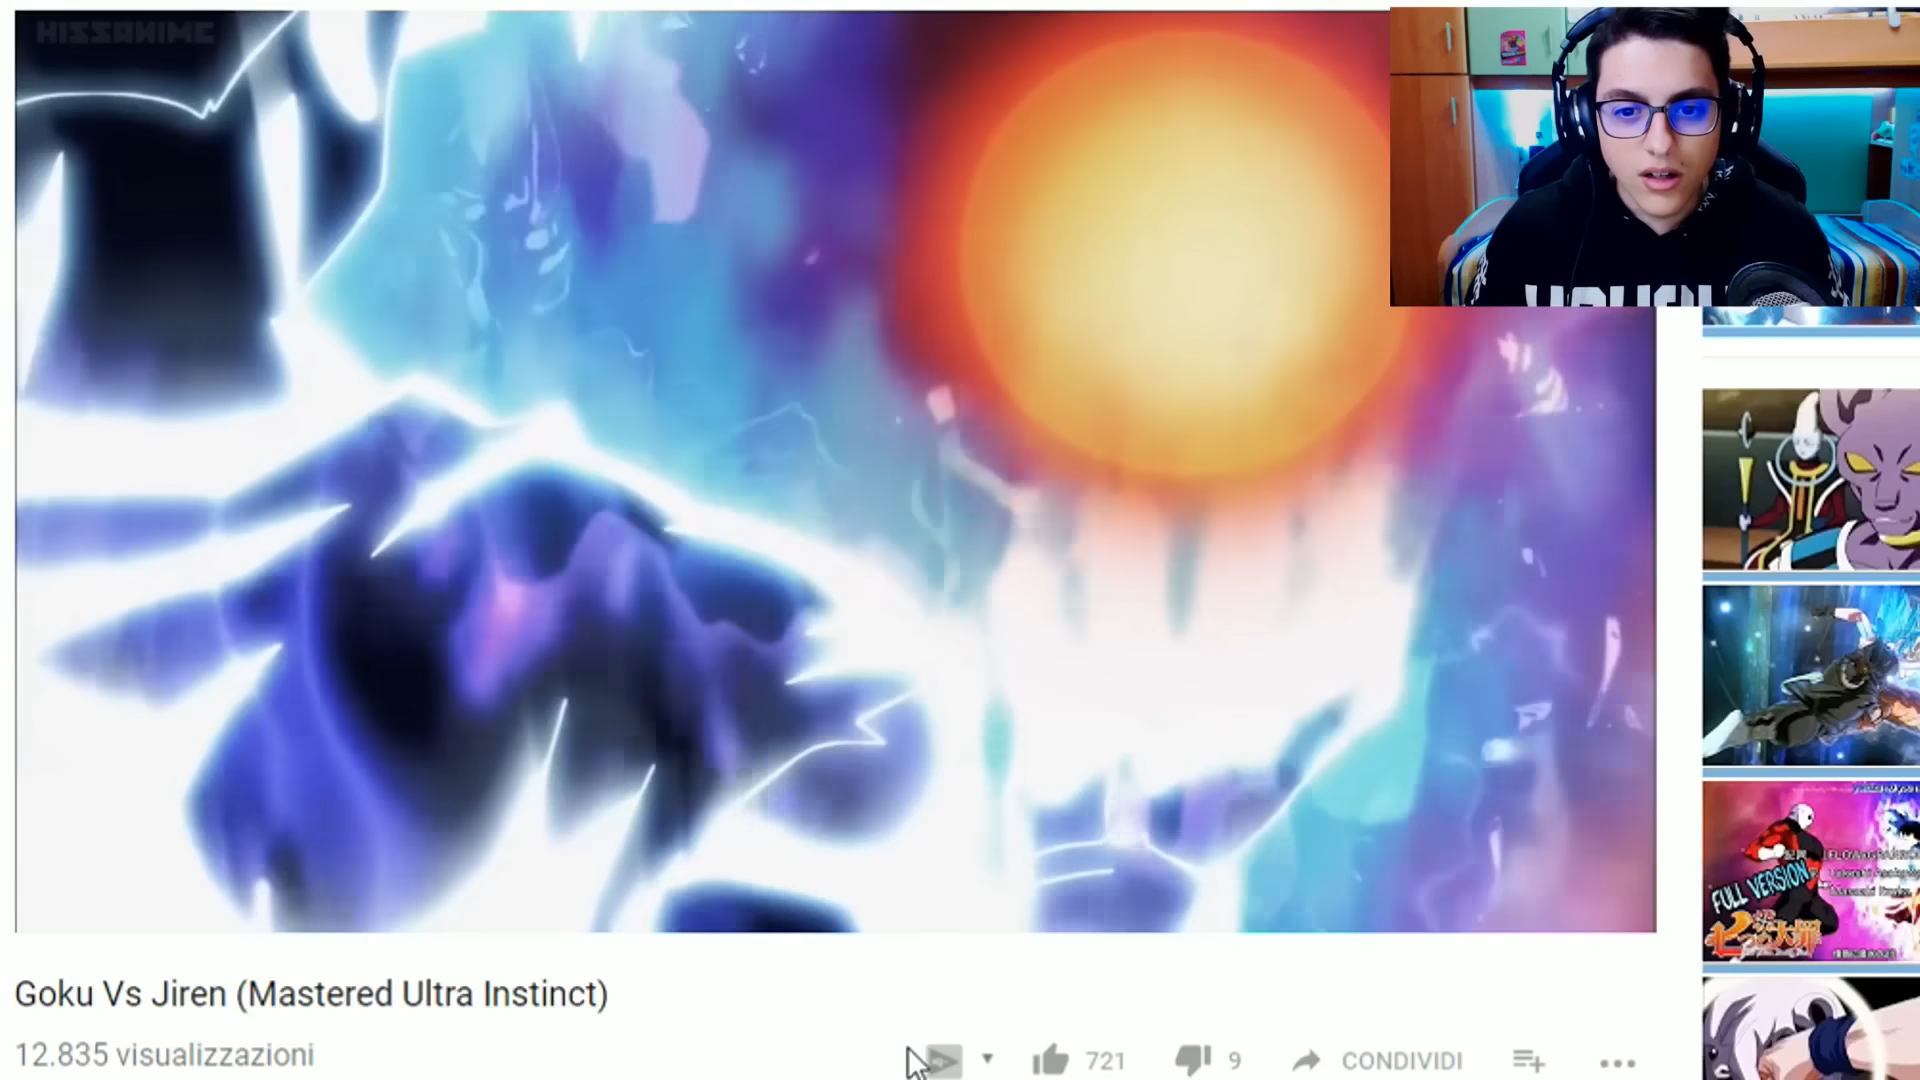 Goku Vs Jiren (Mastered Ultra Instinct)
12.835 visualizzazioni
721
9
CONDIVIDI
FULL VERSION